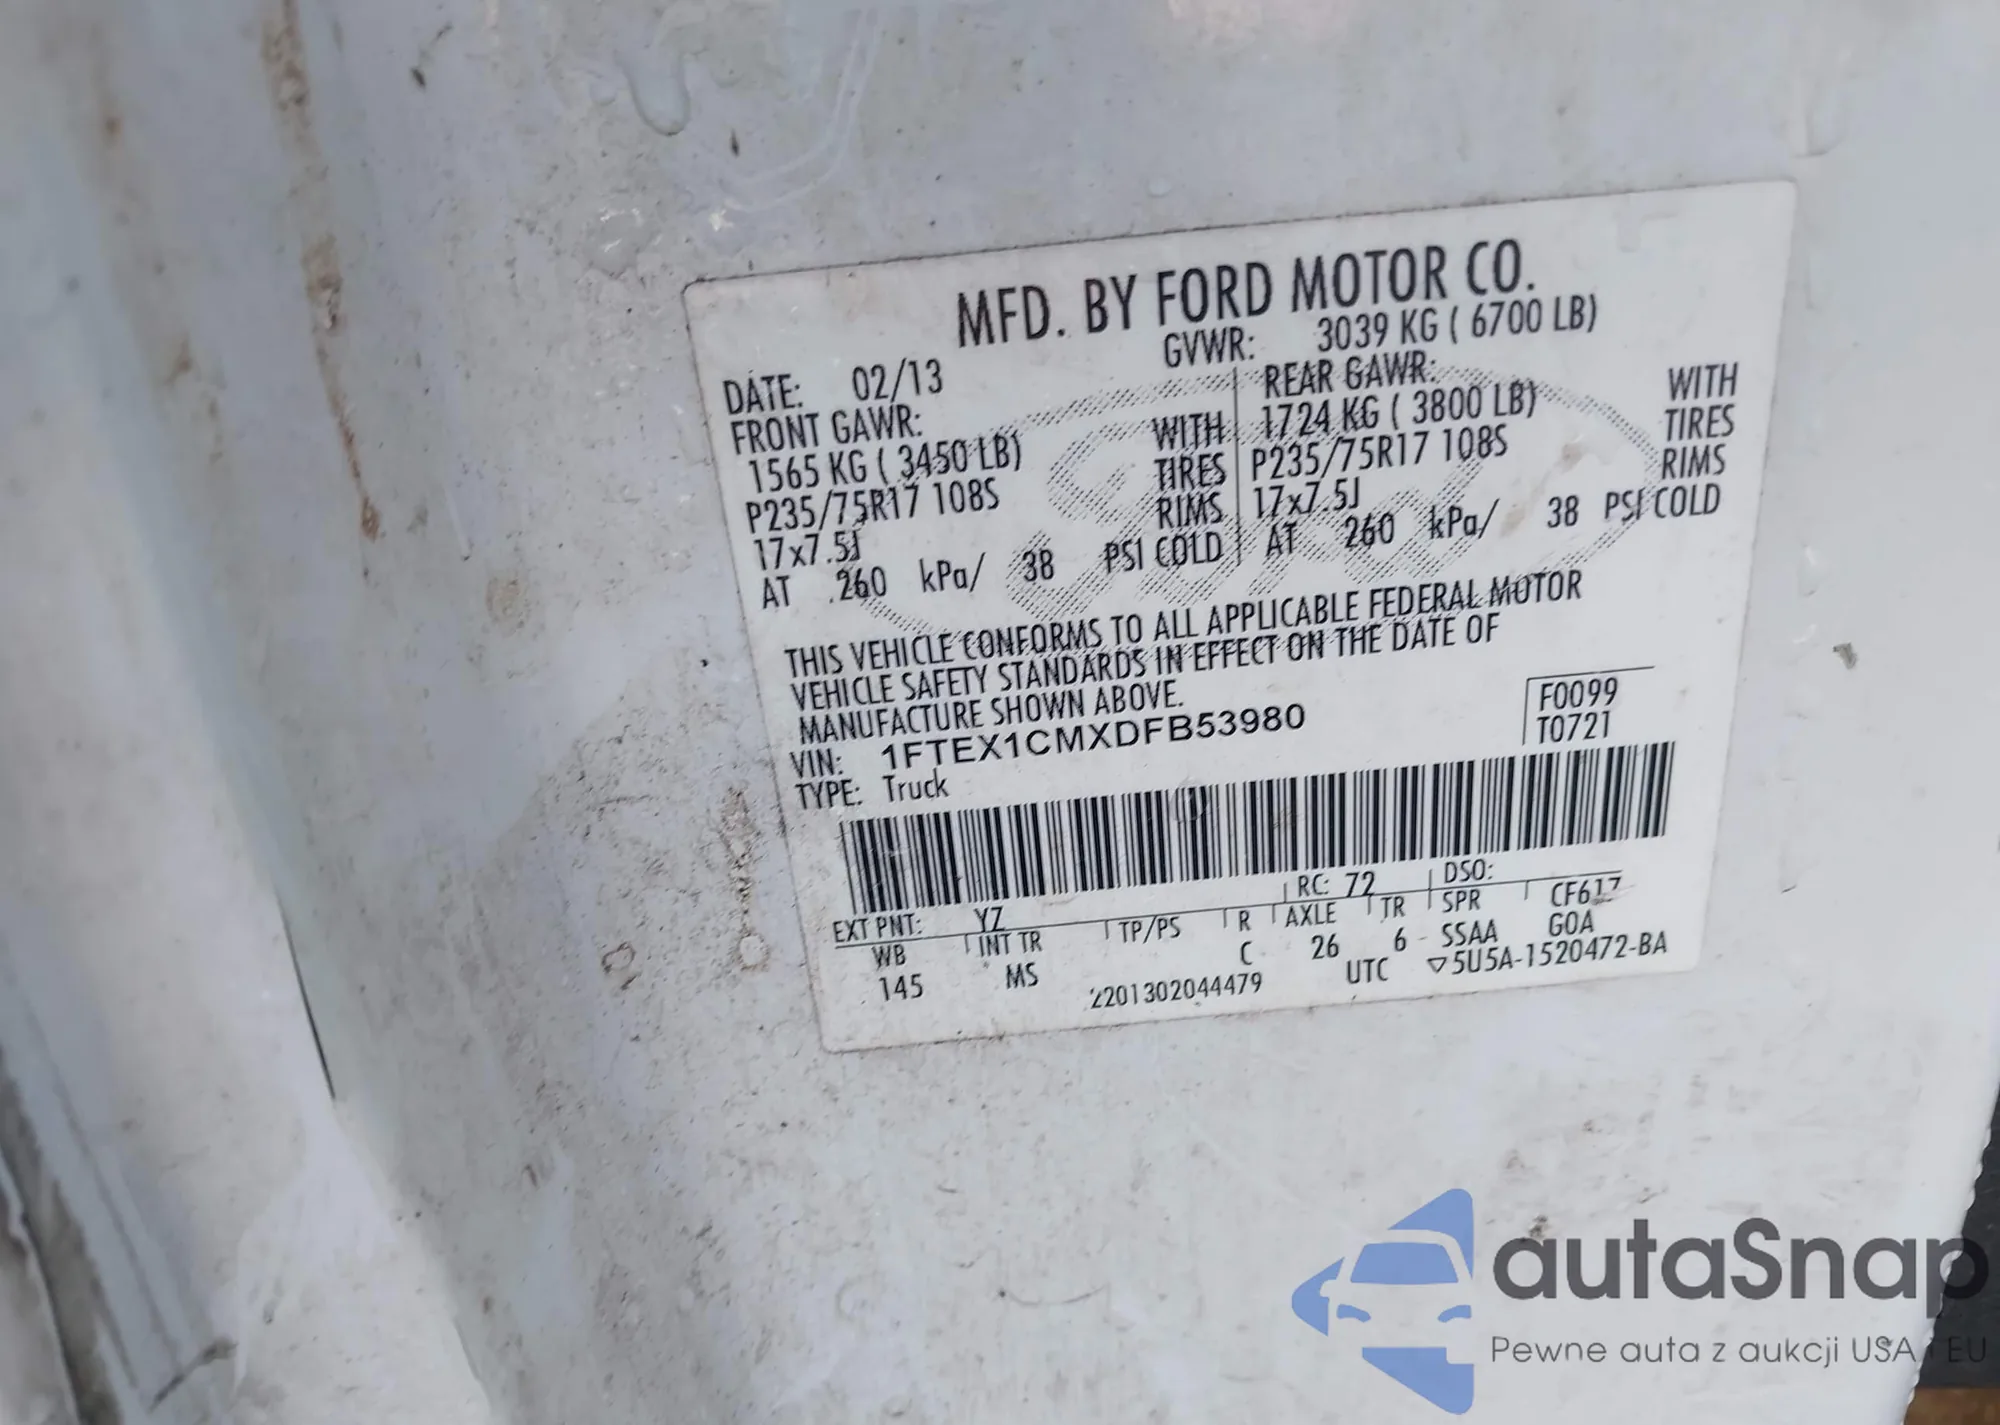 MFD. BY FORD MOTOR CO.
DATE: 02/13 GVWR: 3039 KG ( 6700 LB)
FRONT GAWR: REAR GAWR:
1565 KG ( 3450 LB) WITH 1724 KG ( 3800 LB) WITH
P235/75R17 108S TIRES P235/75R17 108S TIRES
17x7.5J RIMS 17x7.5J RIMS
AT 260 kPa/ 38 PSI COLD AT 260 kPa/ 38 PSI COLD
THIS VEHICLE CONFORMS TO ALL APPLICABLE FEDERAL MOTOR
VEHICLE SAFETY STANDARDS IN EFFECT ON THE DATE OF
MANUFACTURE SHOWN ABOVE.
VIN: 1FTEX1CMXDFB53980
F0099
T0721
TYPE: Truck
EXT PNT: YZ RC: 72 DSO:
WB INT TR TP/PS R AXLE TR SPR CF617
145 MS C 26 6 SSAA GOA
2201302044479 UTC ▽5U5A-1520472-BA
autaSnap
Pewne auta z aukcji USA i EU